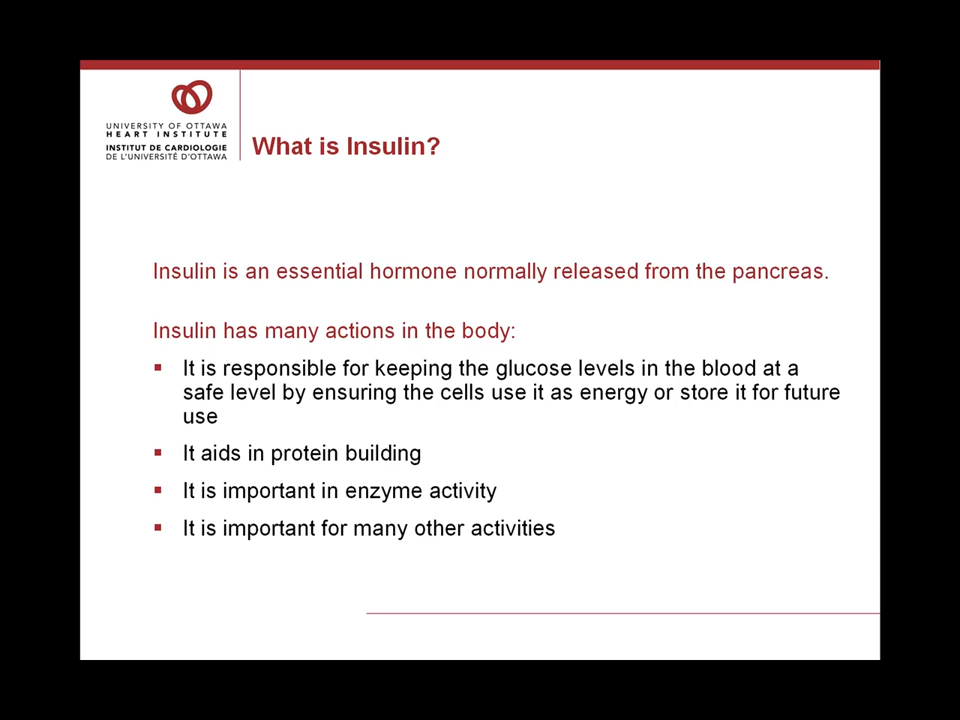 UNIVERSITY OF OTTAWA
HEART INSTITUTE
INSTITUT DE CARDIOLOGIE
DE L'UNIVERSITÉ D'OTTAWA
What is Insulin?
Insulin is an essential hormone normally released from the pancreas.
Insulin has many actions in the body:
▪ It is responsible for keeping the glucose levels in the blood at a
safe level by ensuring the cells use it as energy or store it for future
use
▪ It aids in protein building
▪ It is important in enzyme activity
▪ It is important for many other activities